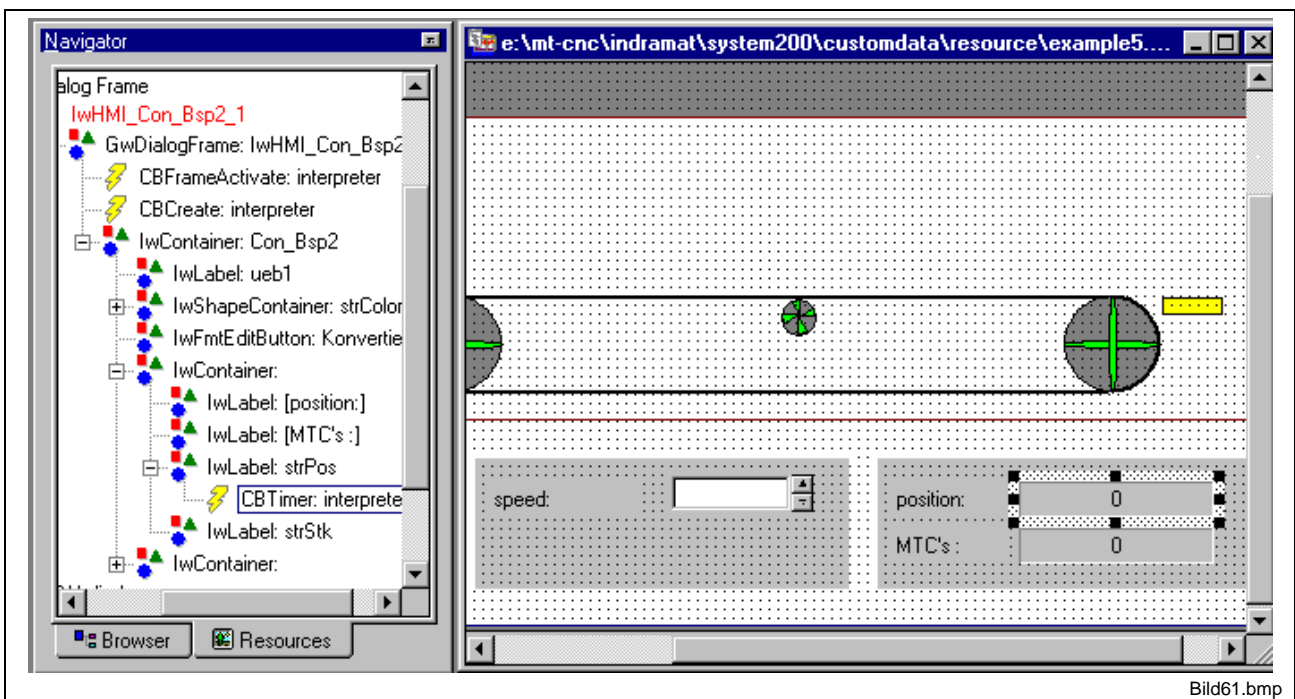 Navigator
e:\mt-cnc\indramat\system200\customdata\resource\example5....
alog Frame
IwHMI_Con_Bsp2_1
GwDialogFrame: IwHMI_Con_Bsp2
CBFrameActivate: interpreter
CBCreate: interpreter
IwContainer: Con_Bsp2
IwLabel: ueb1
IwShapeContainer: strColor
IwFmtEditButton: Konvertie
IwContainer:
IwLabel: [position:]
IwLabel: [MTC's :]
IwLabel: strPos
CBTimer: interprete
IwLabel: strStk
IwContainer:
Browser
Resources
speed:
position:
0
MTC's :
0
Bild61.bmp